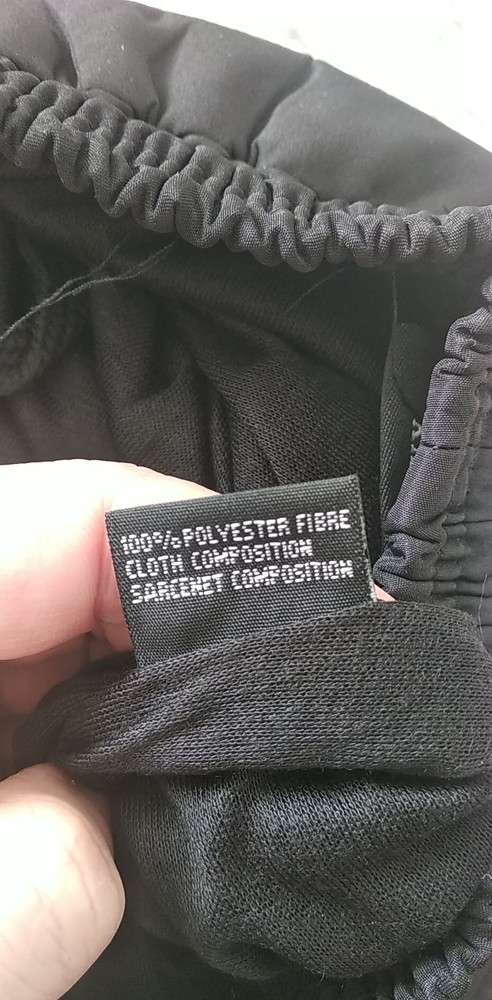 100% POLYESTER FIBRE
CLOTH COMPOSITION
SARCENET COMPOSITION